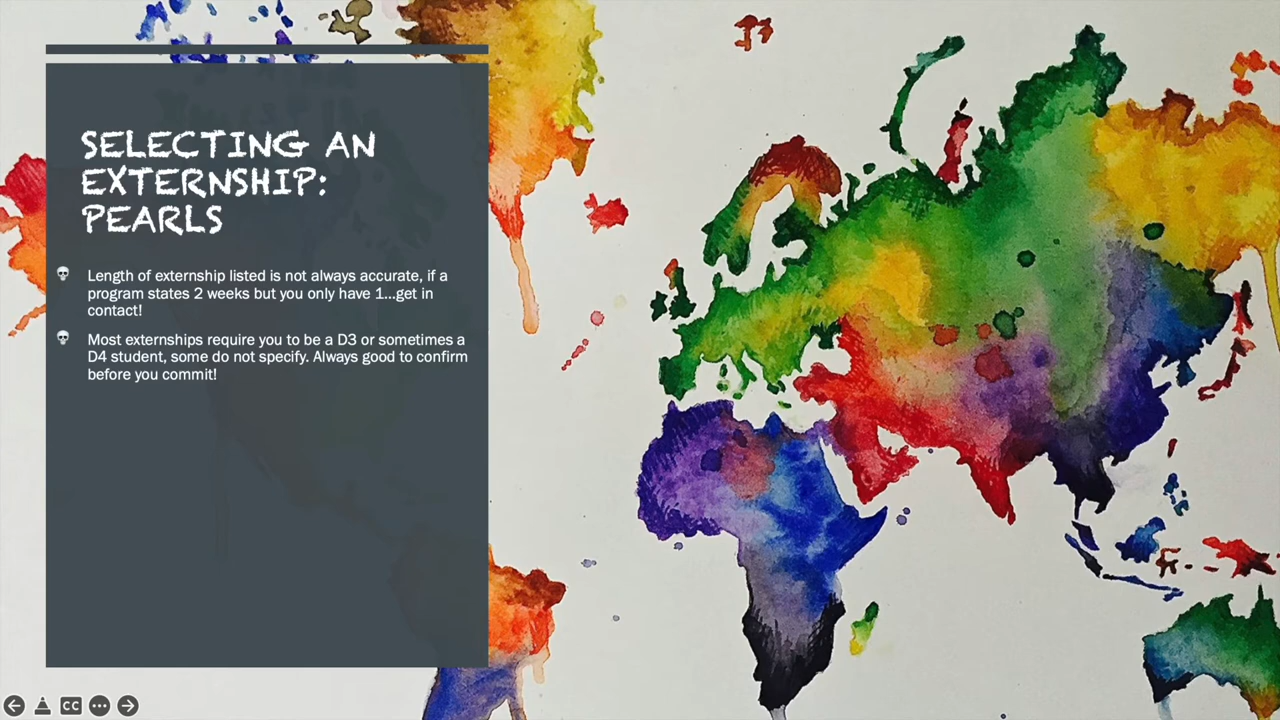 SELECTING AN
EXTERNSHIP:
PEARLS
Length of externship listed is not always accurate, if a
program states 2 weeks but you only have 1...get in
contact!
Most externships require you to be a D3 or sometimes a
D4 student, some do not specify. Always good to confirm
before you commit!
CC